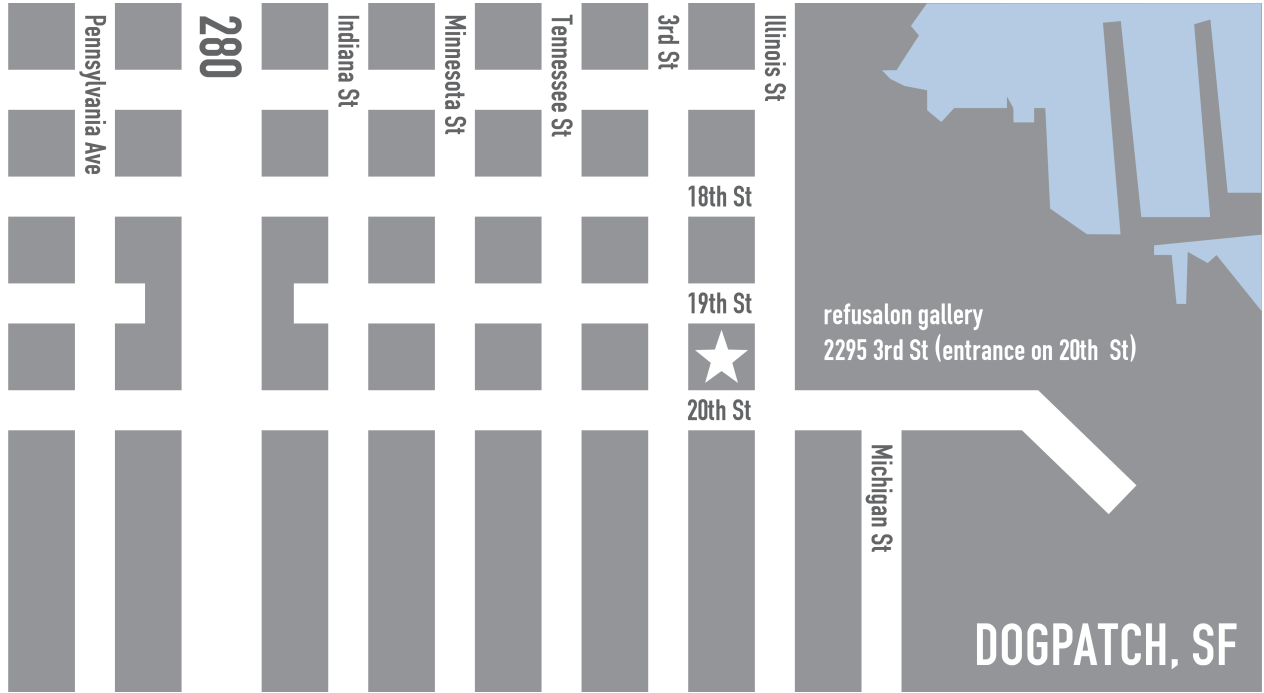 Pennsylvania Ave
280
Indiana St
Minnesota St
Tennessee St
3rd St
Illinois St
18th St
19th St
refusalon gallery
2295 3rd St (entrance on 20th St)
20th St
Michigan St
DOGPATCH, SF